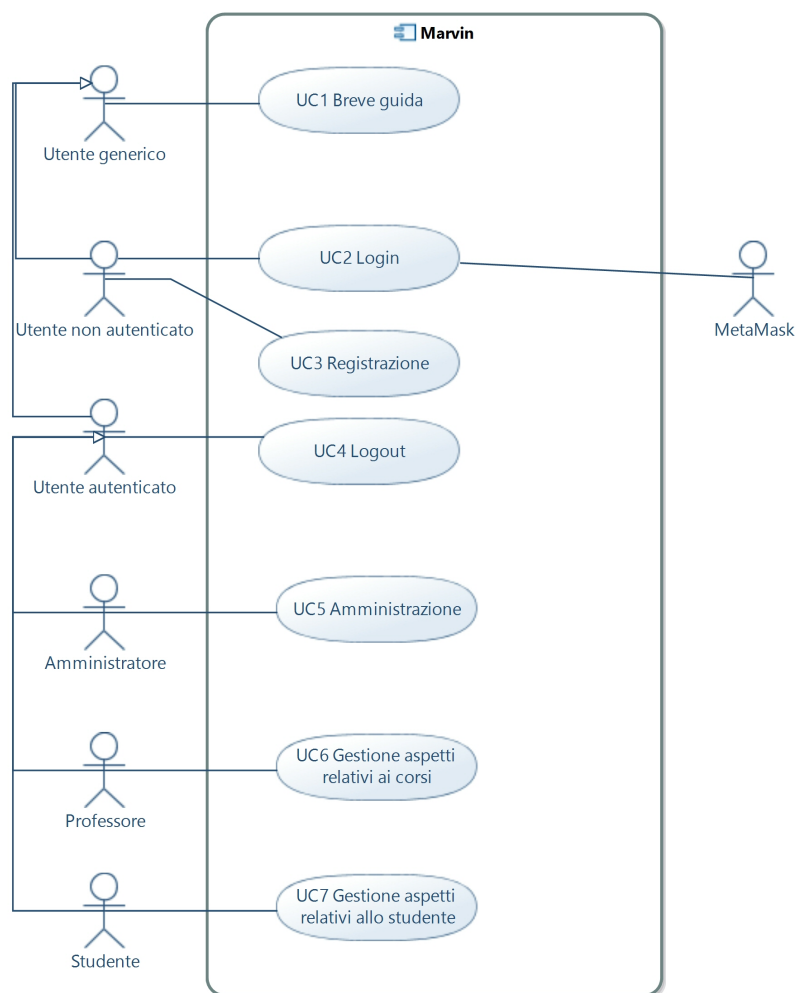 Marvin
UC1 Breve guida
Utente generico
UC2 Login
Utente non autenticato
MetaMask
UC3 Registrazione
UC4 Logout
Utente autenticato
UC5 Amministrazione
Amministratore
UC6 Gestione aspetti
relativi ai corsi
Professore
UC7 Gestione aspetti
relativi allo studente
Studente